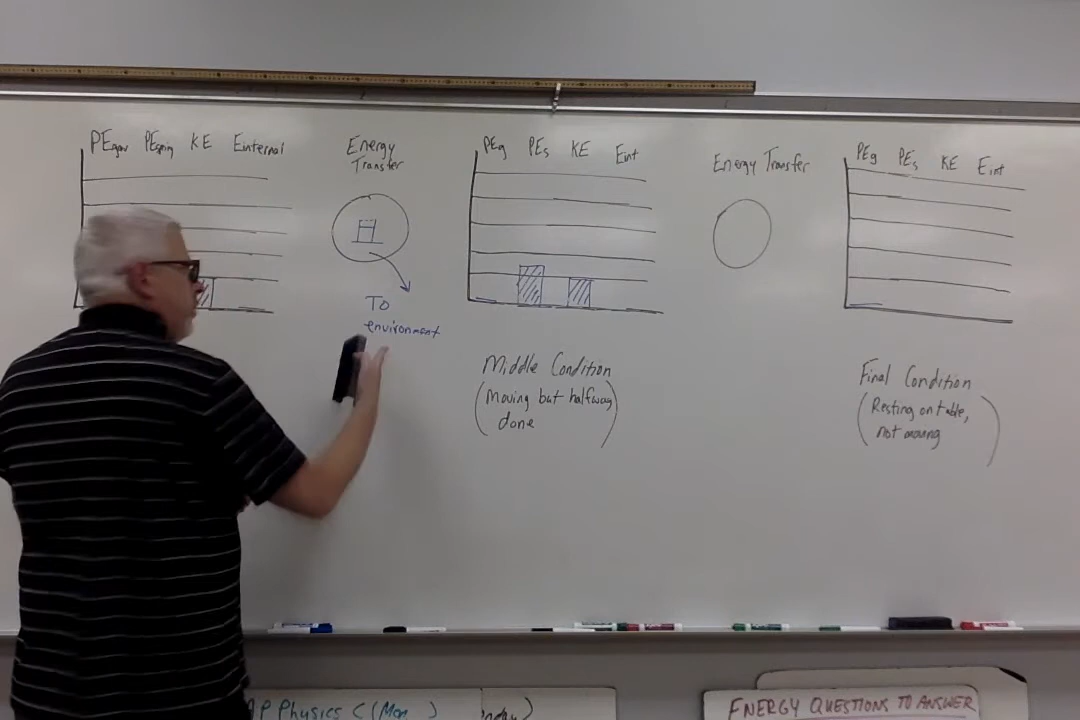 PEgrav PEspring KE Einternal
Energy
Transfer
To
environment
PEg PEs KE Eint
Middle Condition
(Moving but halfway
done)
Energy Transfer
PEg PEs KE Eint
Final Condition
(Resting on table,
not moving)
AP Physics C (Mon
ENERGY QUESTIONS TO ANSWER